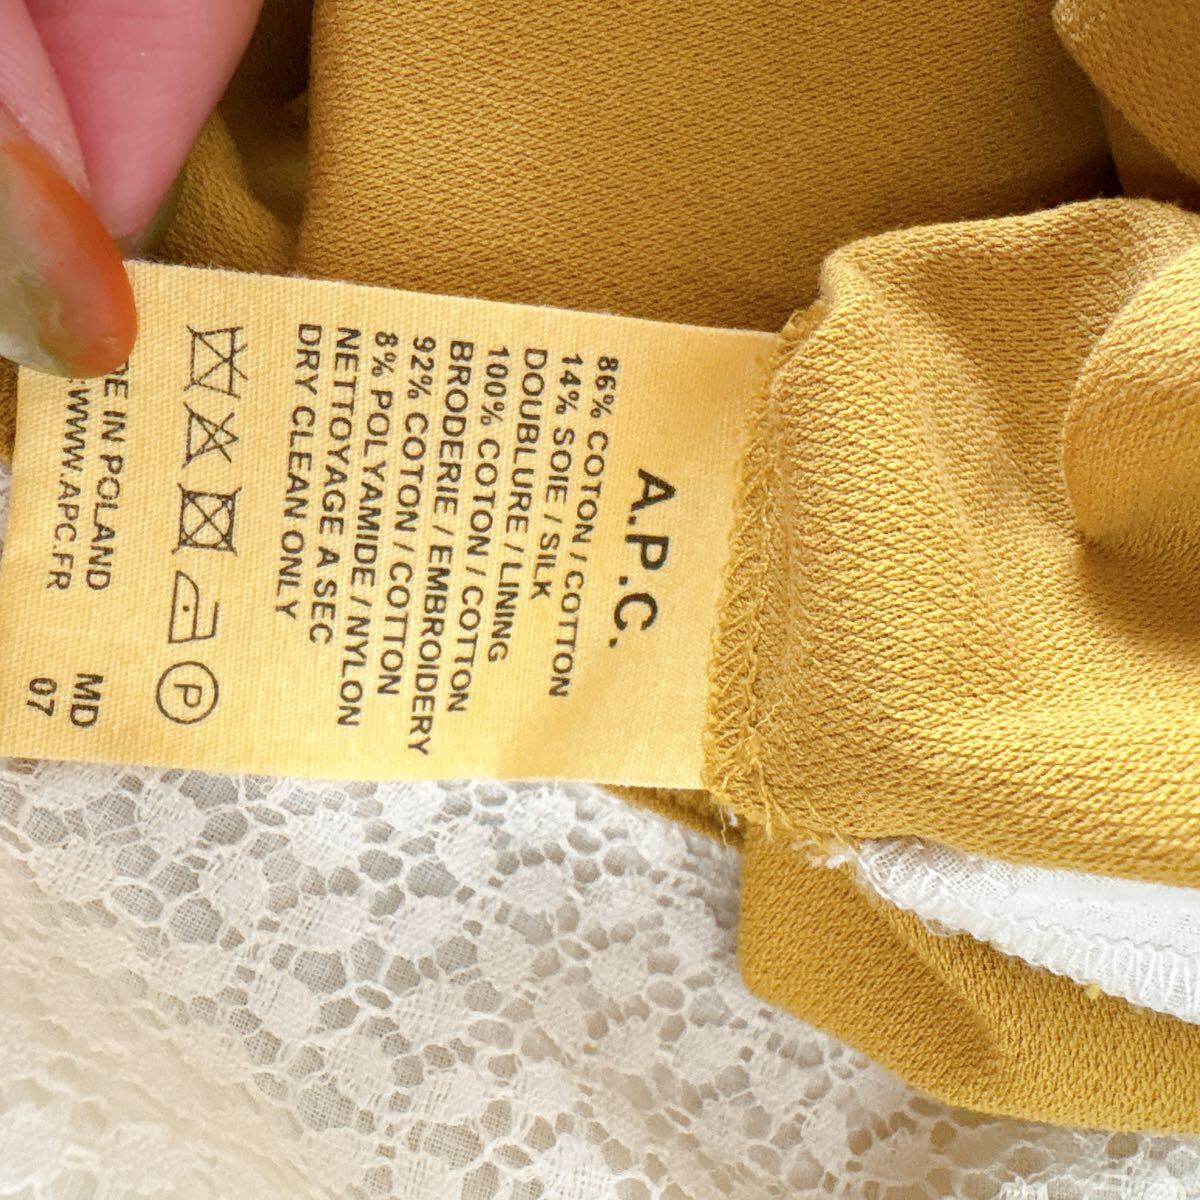 A.P.C.
86% COTON / COTTON
14% SOIE / SILK
DOUBLURE / LINING
100% COTON / COTTON
BRODERIE / EMBROIDERY
92% COTON / COTTON
8% POLYAMIDE / NYLON
NETTOYAGE A SEC
DRY CLEAN ONLY
P
IN POLAND MD
WWW.APC.FR 07